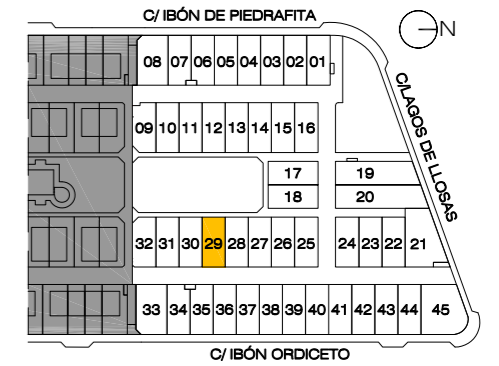 C/ IBÓN DE PIEDRAFITA
N
08 07 06 05 04 03 02 01
C/LAGOS DE LLOSAS
09 10 11 12 13 14 15 16
17 19
18 20
32 31 30 29 28 27 26 25 24 23 22 21
33 34 35 36 37 38 39 40 41 42 43 44 45
C/ IBÓN ORDICETO